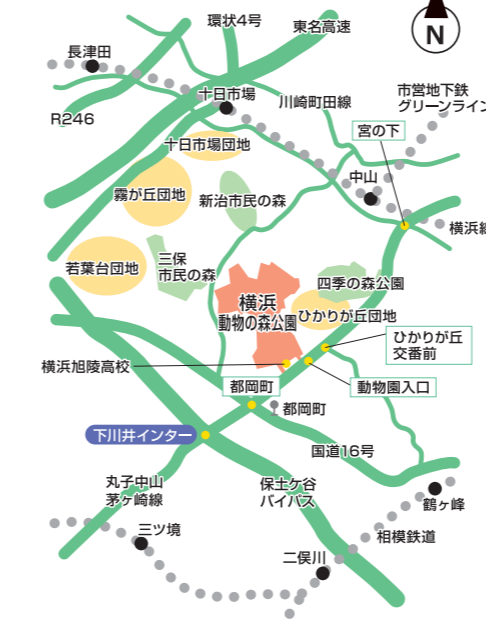 環状4号
東名高速
N
長津田
十日市場
川崎町田線
市営地下鉄
グリーンライン
R246
宮の下
十日市場団地
中山
霧が丘団地
新治市民の森
横浜線
三保
市民の森
若葉台団地
四季の森公園
横浜
動物の森公園
ひかりが丘団地
ひかりが丘
交番前
横浜旭陵高校
都岡町
動物園入口
都岡町
下川井インター
国道16号
丸子中山
茅ヶ崎線
保土ケ谷
バイパス
鶴ヶ峰
三ツ境
相模鉄道
二俣川